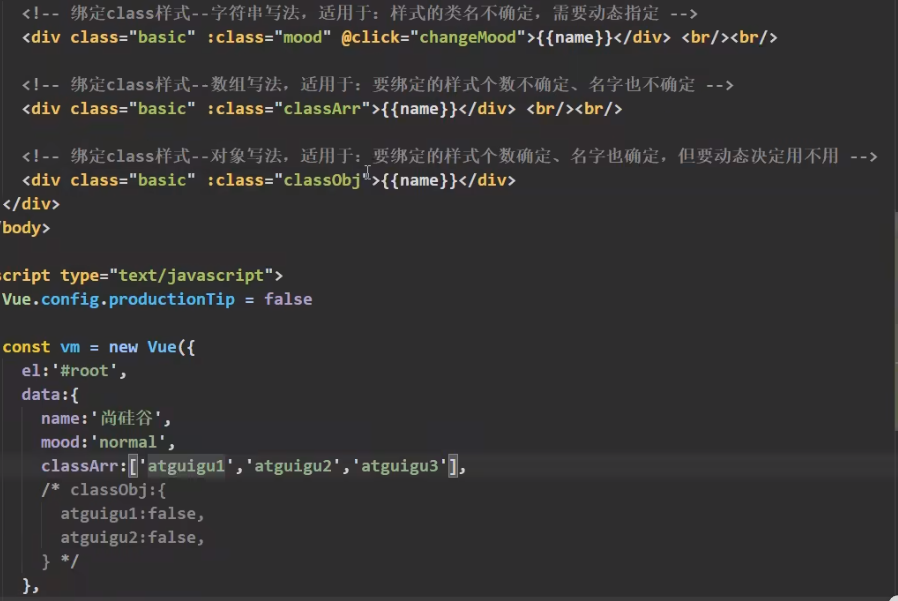 <!-- 绑定class样式--字符串写法，适用于：样式的类名不确定，需要动态指定 -->
<div class="basic" :class="mood" @click="changeMood">{{name}}</div> <br/><br/>
<!-- 绑定class样式--数组写法，适用于：要绑定的样式个数不确定、名字也不确定 -->
<div class="basic" :class="classArr">{{name}}</div> <br/><br/>
<!-- 绑定class样式--对象写法，适用于：要绑定的样式个数确定、名字也确定，但要动态决定用不用 -->
<div class="basic" :class="classObj">{{name}}</div>
</div>
/body>
script type="text/javascript">
Vue.config.productionTip = false
const vm = new Vue({
el:'#root',
data:{
name:'尚硅谷',
mood:'normal',
classArr:['atguigu1','atguigu2','atguigu3'],
/* classObj:{
atguigu1:false,
atguigu2:false,
} */
},